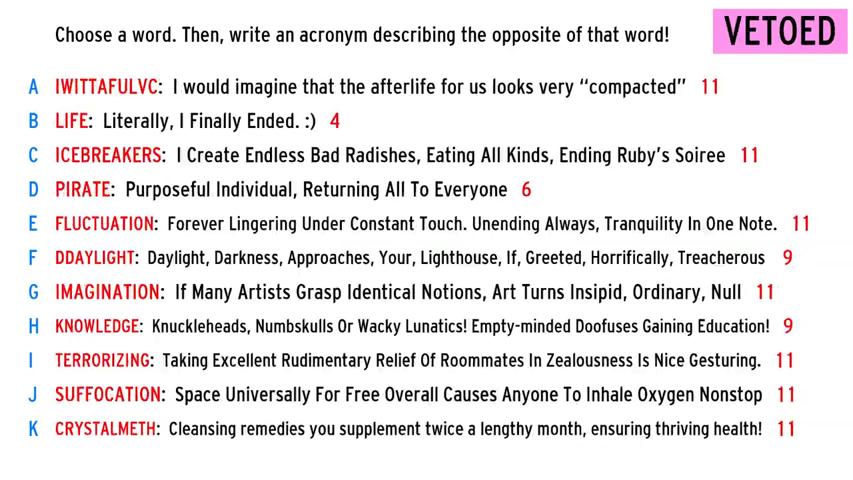 Choose a word. Then, write an acronym describing the opposite of that word!
VETOED
A IWITTAFULVC: I would imagine that the afterlife for us looks very “compacted” 11
B LIFE: Literally, I Finally Ended. :) 4
C ICEBREAKERS: I Create Endless Bad Radishes, Eating All Kinds, Ending Ruby’s Soiree 11
D PIRATE: Purposeful Individual, Returning All To Everyone 6
E FLUCTUATION: Forever Lingering Under Constant Touch. Unending Always, Tranquility In One Note. 11
F DDAYLIGHT: Daylight, Darkness, Approaches, Your, Lighthouse, If, Greeted, Horrifically, Treacherous 9
G IMAGINATION: If Many Artists Grasp Identical Notions, Art Turns Insipid, Ordinary, Null 11
H KNOWLEDGE: Knuckleheads, Numbskulls Or Wacky Lunatics! Empty-minded Doofuses Gaining Education! 9
I TERRORIZING: Taking Excellent Rudimentary Relief Of Roommates In Zealousness Is Nice Gesturing. 11
J SUFFOCATION: Space Universally For Free Overall Causes Anyone To Inhale Oxygen Nonstop 11
K CRYSTALMETH: Cleansing remedies you supplement twice a lengthy month, ensuring thriving health! 11